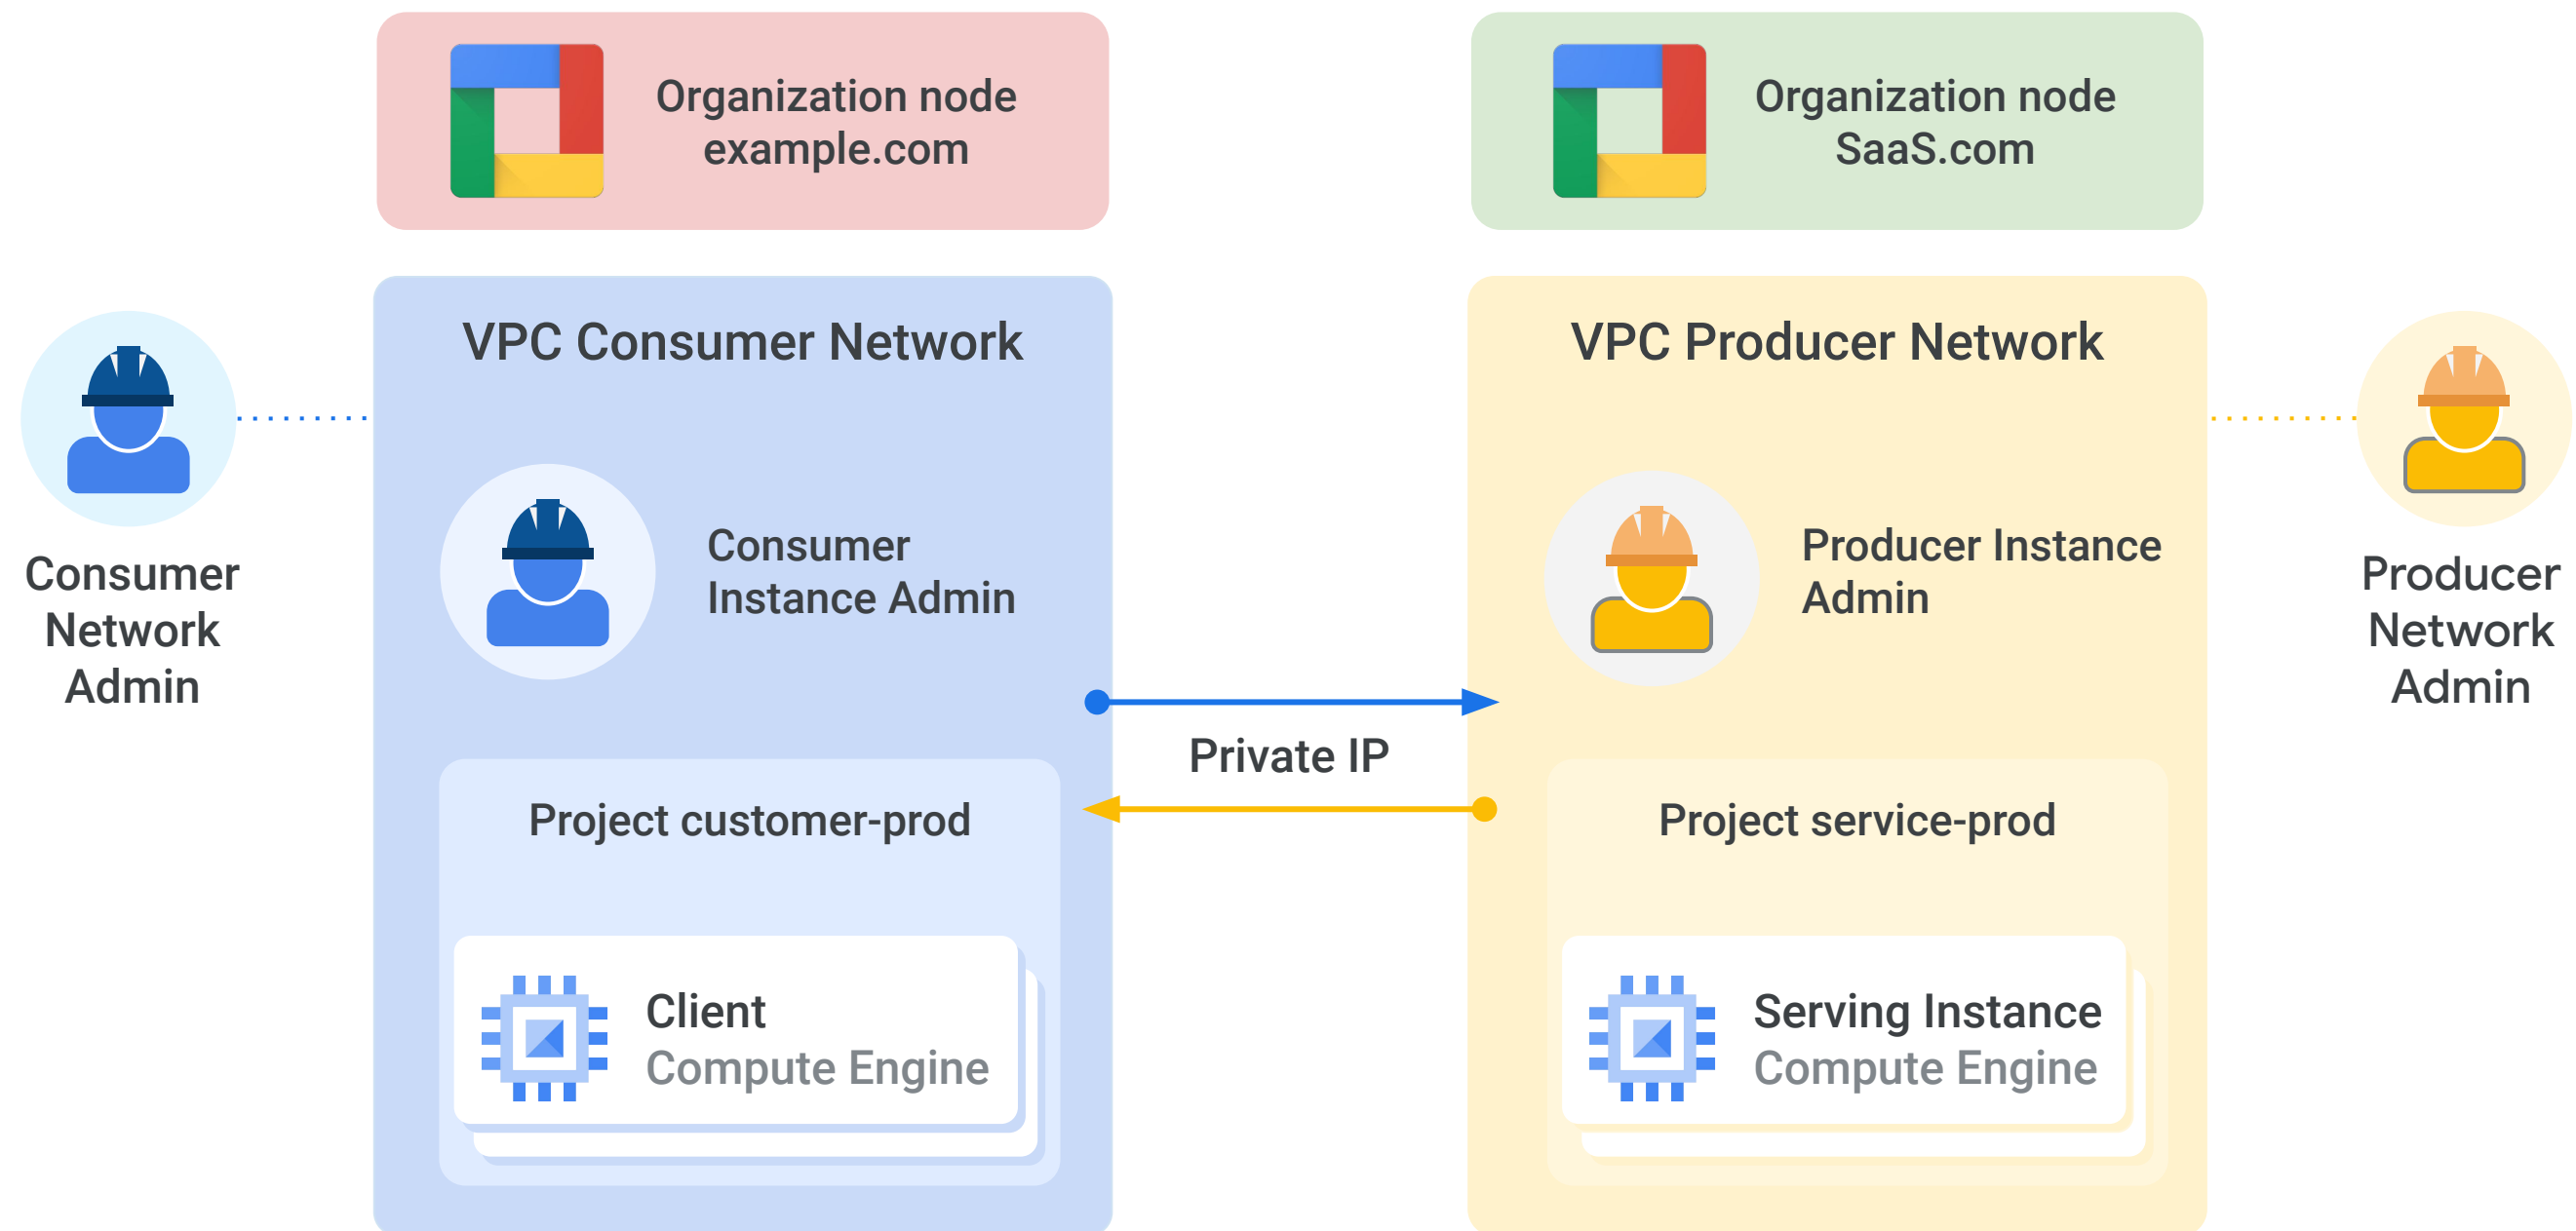 Organization node
example.com
Organization node
SaaS.com
VPC Consumer Network
VPC Producer Network
Consumer
Network
Admin
Consumer
Instance Admin
Producer Instance
Admin
Producer
Network
Admin
Private IP
Project customer-prod
Project service-prod
Client
Compute Engine
Serving Instance
Compute Engine